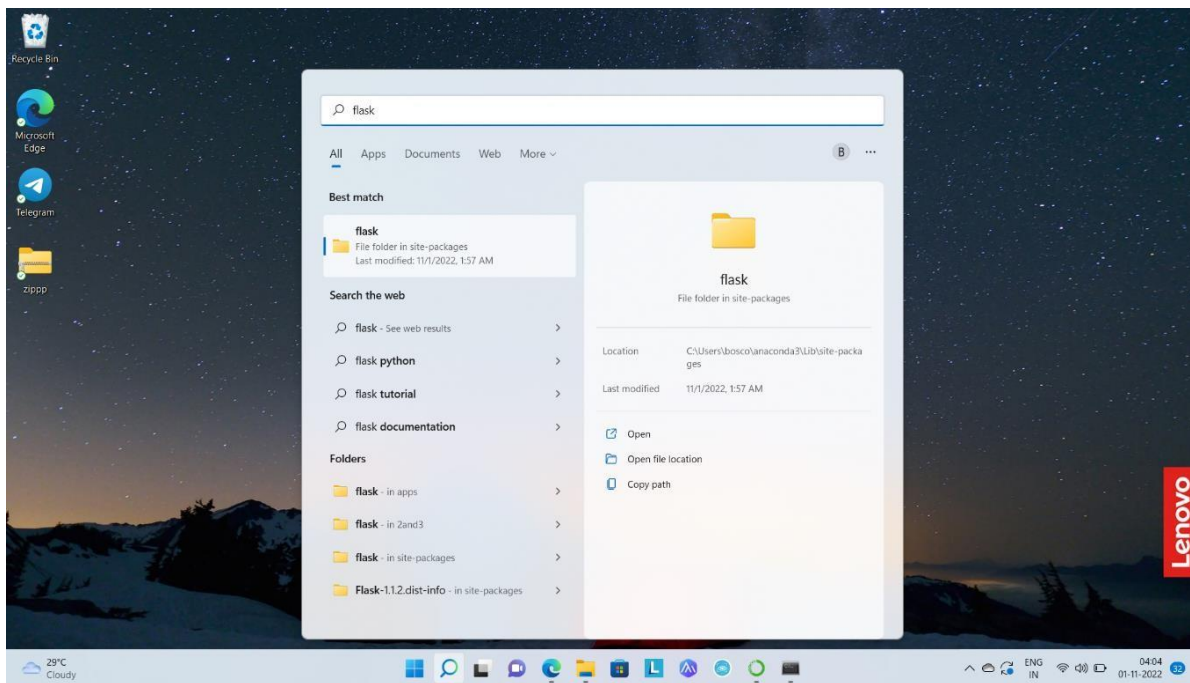 Recycle Bin
Microsoft
Edge
Telegram
zippp
flask
All Apps Documents Web More
B ...
Best match
flask
File folder in site-packages
Last modified: 11/1/2022, 1:57 AM
Search the web
flask - See web results
flask python
flask tutorial
flask documentation
Folders
flask - in apps
flask - in 2and3
flask - in site-packages
Flask-1.1.2.dist-info - in site-packages
flask
File folder in site-packages
Location C:\Users\bosco\anaconda3\Lib\site-packa
ges
Last modified 11/1/2022, 1:57 AM
Open
Open file location
Copy path
Lenovo
29°C
Cloudy
L
ENG
IN
04:04
01-11-2022
32